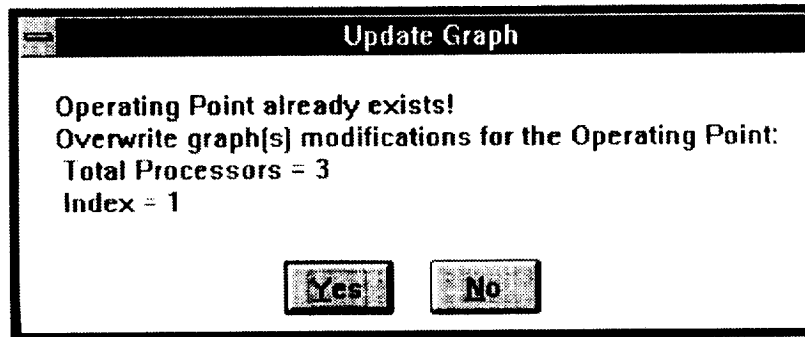 Update Graph
Operating Point already exists!
Overwrite graph(s) modifications for the Operating Point:
Total Processors = 3
Index = 1
Yes No